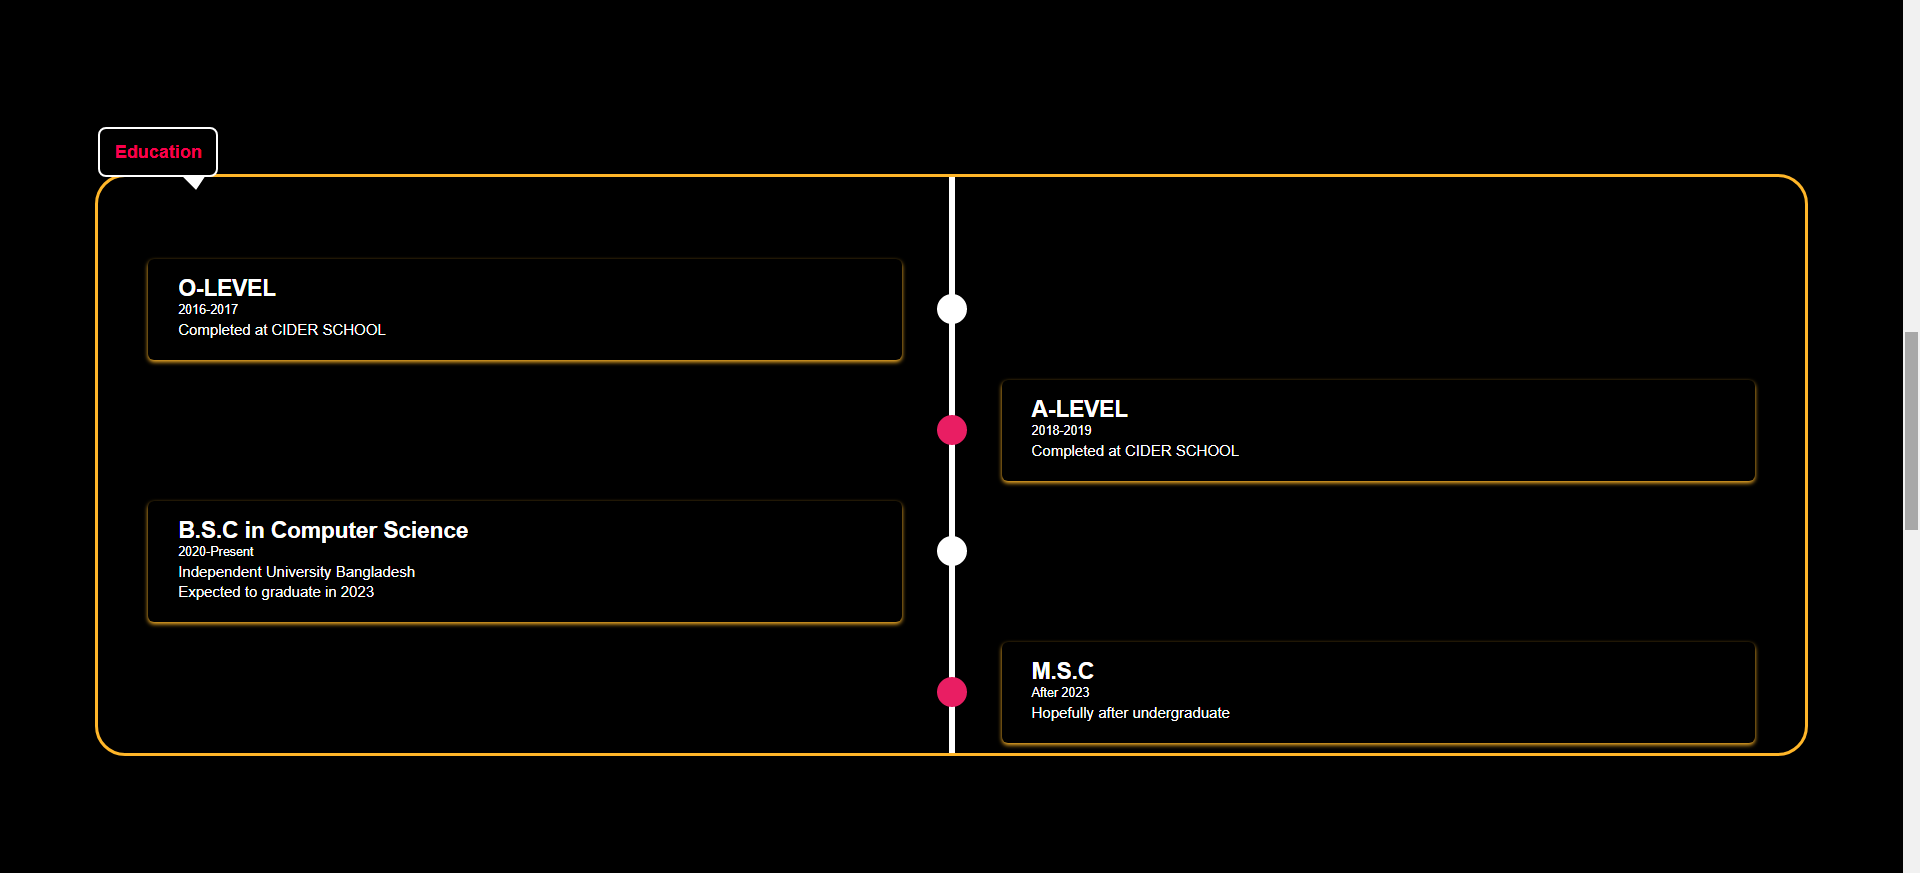 Education
O-LEVEL
2016-2017
Completed at CIDER SCHOOL
A-LEVEL
2018-2019
Completed at CIDER SCHOOL
B.S.C in Computer Science
2020-Present
Independent University Bangladesh
Expected to graduate in 2023
M.S.C
After 2023
Hopefully after undergraduate